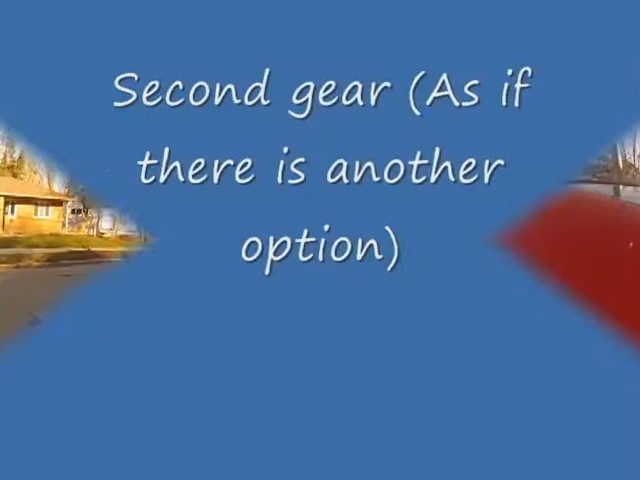 Second gear (As if
there is another
option)